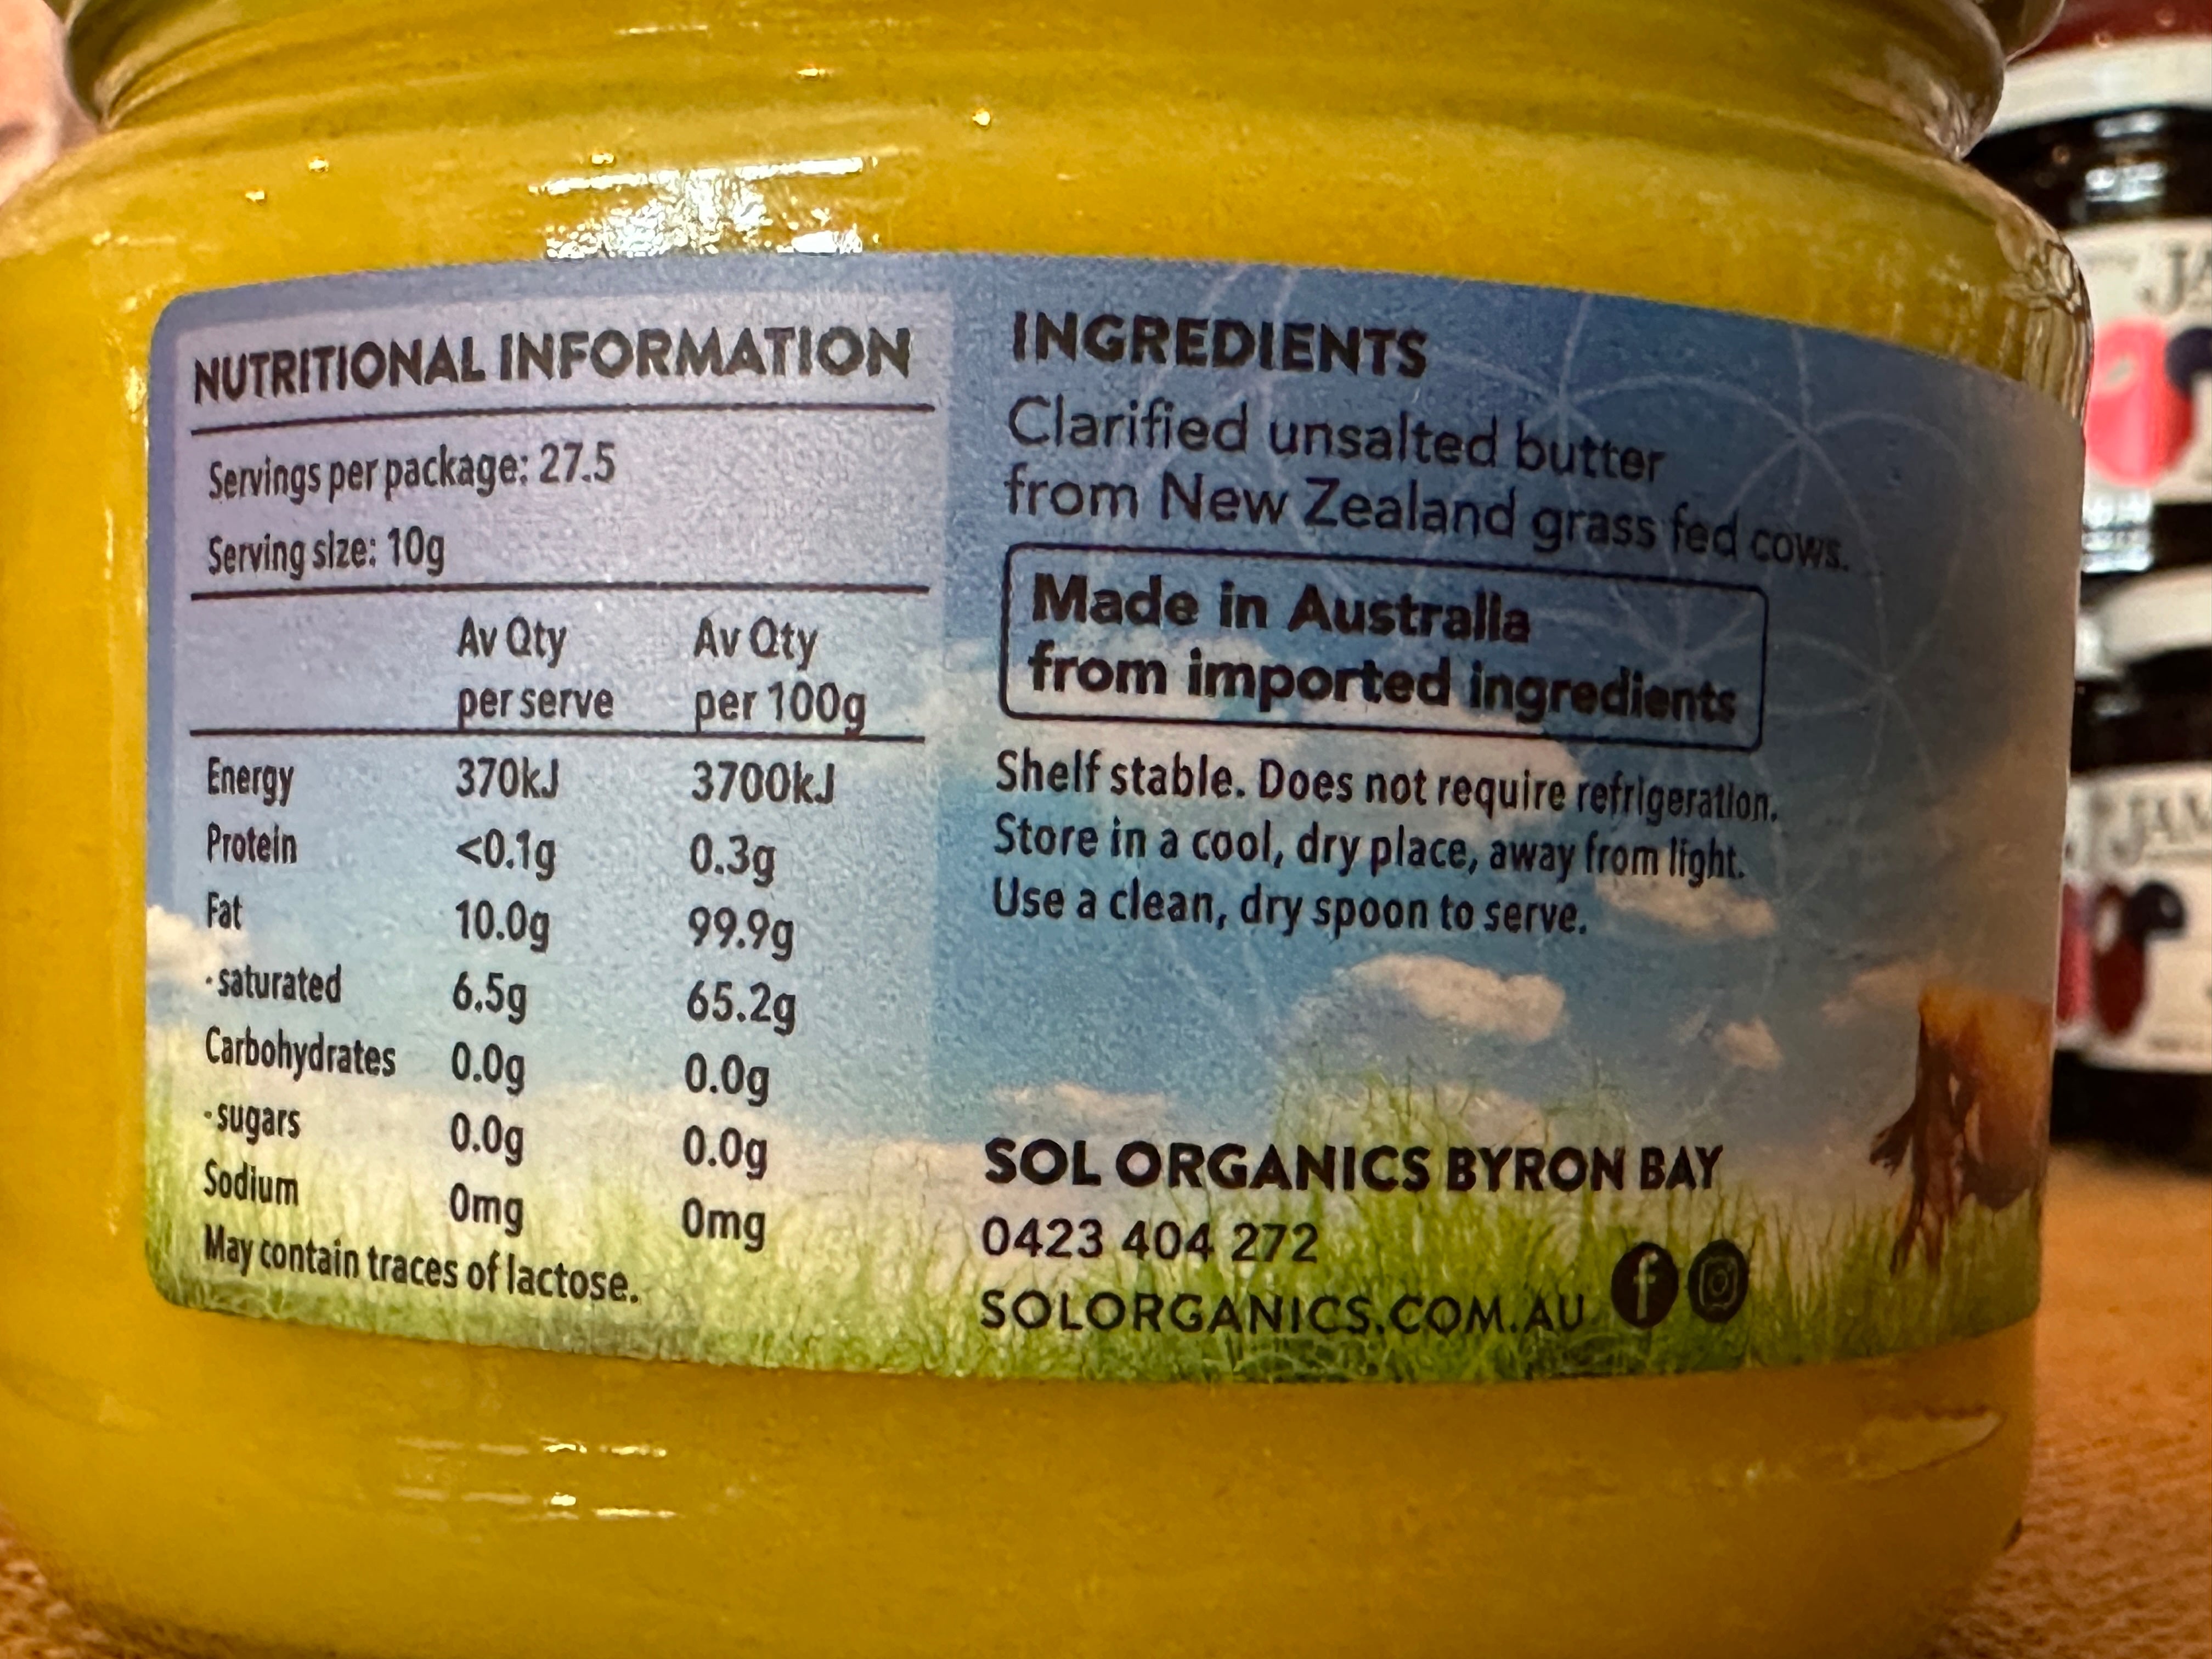 NUTRITIONAL INFORMATION
Servings per package: 27.5
Serving size: 10g
Av Qty per serve Av Qty per 100g
Energy 370kJ 3700kJ
Protein <0.1g 0.3g
Fat 10.0g 99.9g
- saturated 6.5g 65.2g
Carbohydrates 0.0g 0.0g
- sugars 0.0g 0.0g
Sodium 0mg 0mg
May contain traces of lactose.
INGREDIENTS
Clarified unsalted butter
from New Zealand grass fed cows.
Made in Australia
from imported ingredients
Shelf stable. Does not require refrigeration.
Store in a cool, dry place, away from light.
Use a clean, dry spoon to serve.
SOL ORGANICS BYRON BAY
0423 404 272
SOLORGANICS.COM.AU